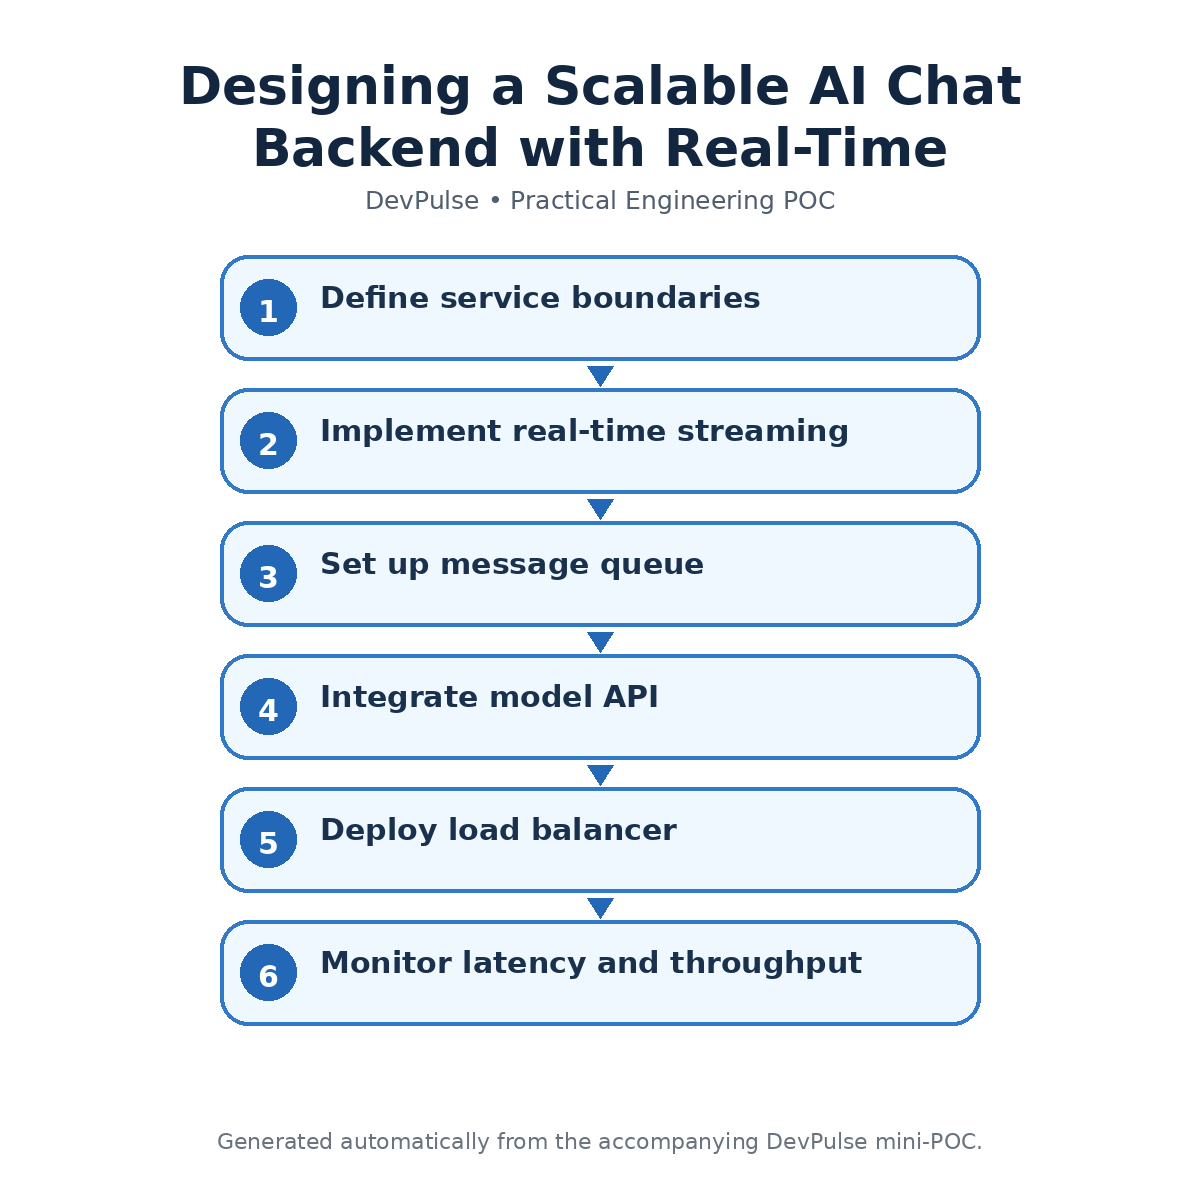 Designing a Scalable AI Chat
Backend with Real-Time
DevPulse • Practical Engineering POC
1 Define service boundaries
2 Implement real-time streaming
3 Set up message queue
4 Integrate model API
5 Deploy load balancer
6 Monitor latency and throughput
Generated automatically from the accompanying DevPulse mini-POC.